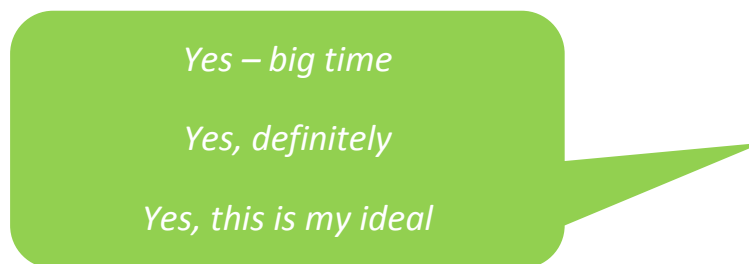 Yes – big time
Yes, definitely
Yes, this is my ideal